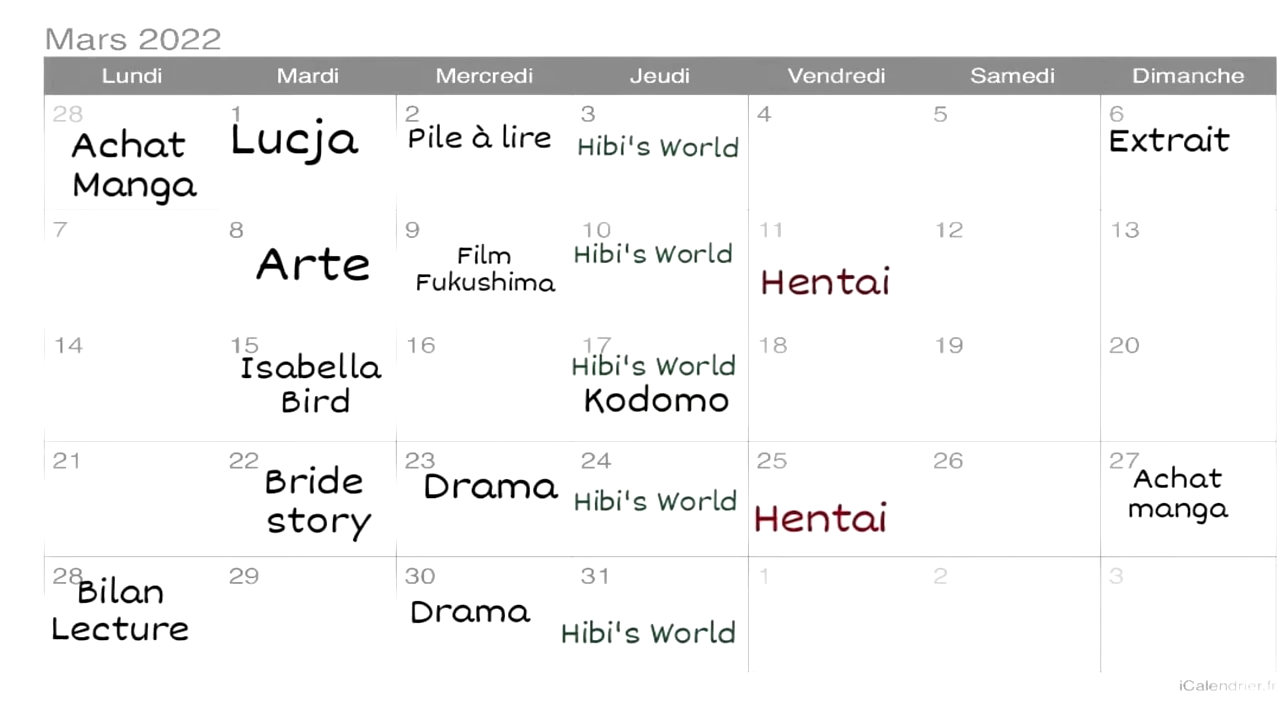 Mars 2022
Lundi Mardi Mercredi Jeudi Vendredi Samedi Dimanche
28 1 2 3 4 5 6
Achat
Manga
Lucja
Pile à lire
Hibi's World
Extrait
7 8 9 10 11 12 13
Arte
Film
Fukushima
Hibi's World
Hentai
14 15 16 17 18 19 20
Isabella
Bird
Hibi's World
Kodomo
21 22 23 24 25 26 27
Bride
story
Drama
Hibi's World
Hentai
Achat
manga
28 29 30 31 1 2 3
Bilan
Lecture
Drama
Hibi's World